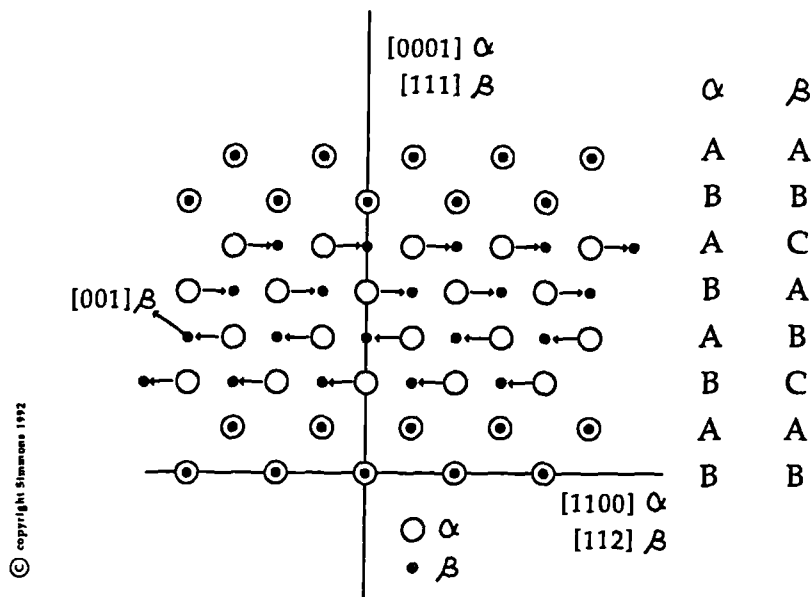 [0001] α
[111] β
α β
A A
B B
A C
B A
[001] β
A B
B C
A A
B B
[1100] α
[112] β
○ α
● β
© copyright Simmons 1992